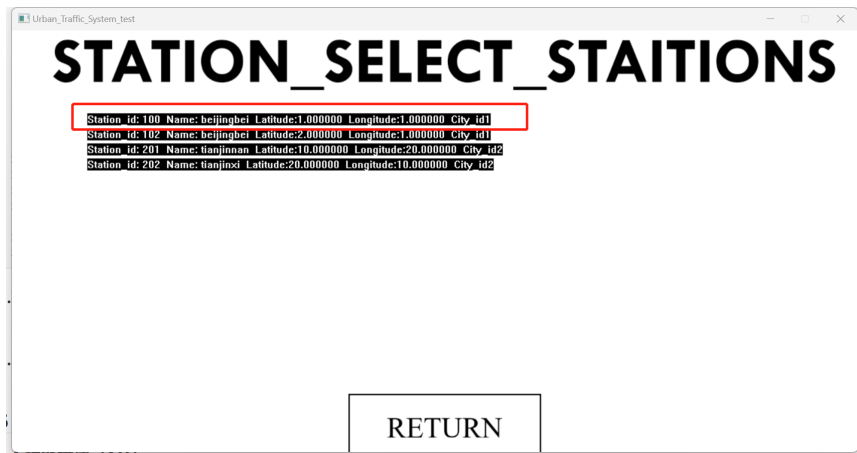 Urban_Traffic_System_test
STATION_SELECT_STAITIONS
Station_id: 100 Name: beijingbei Latitude:1.000000 Longitude:1.000000 City_id1
Station_id: 102 Name: beijingbei Latitude:2.000000 Longitude:1.000000 City_id1
Station_id: 201 Name: tianjinnan Latitude:10.000000 Longitude:20.000000 City_id2
Station_id: 202 Name: tianjinxi Latitude:20.000000 Longitude:10.000000 City_id2
RETURN